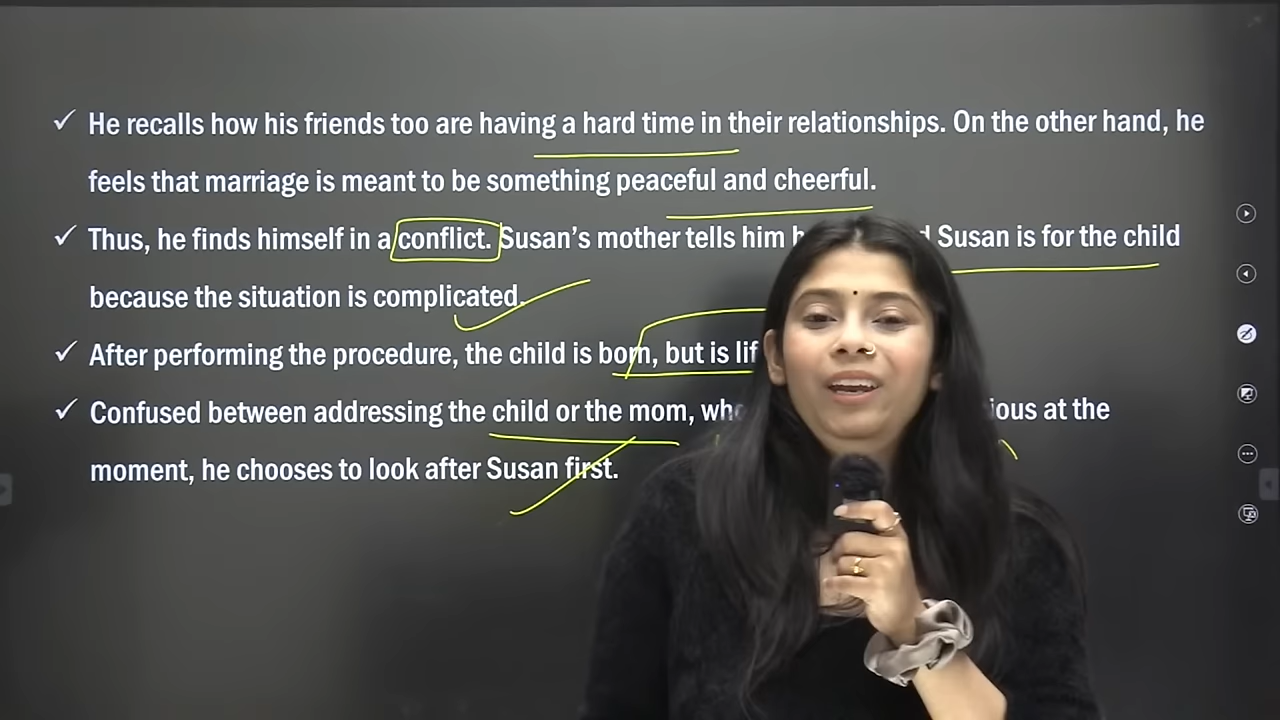 ✓ He recalls how his friends too are having a hard time in their relationships. On the other hand, he
feels that marriage is meant to be something peaceful and cheerful.
✓ Thus, he finds himself in a conflict. Susan's mother tells him Susan is for the child
because the situation is complicated.
✓ After performing the procedure, the child is born, but is
✓ Confused between addressing the child or the mom, at the
moment, he chooses to look after Susan first.